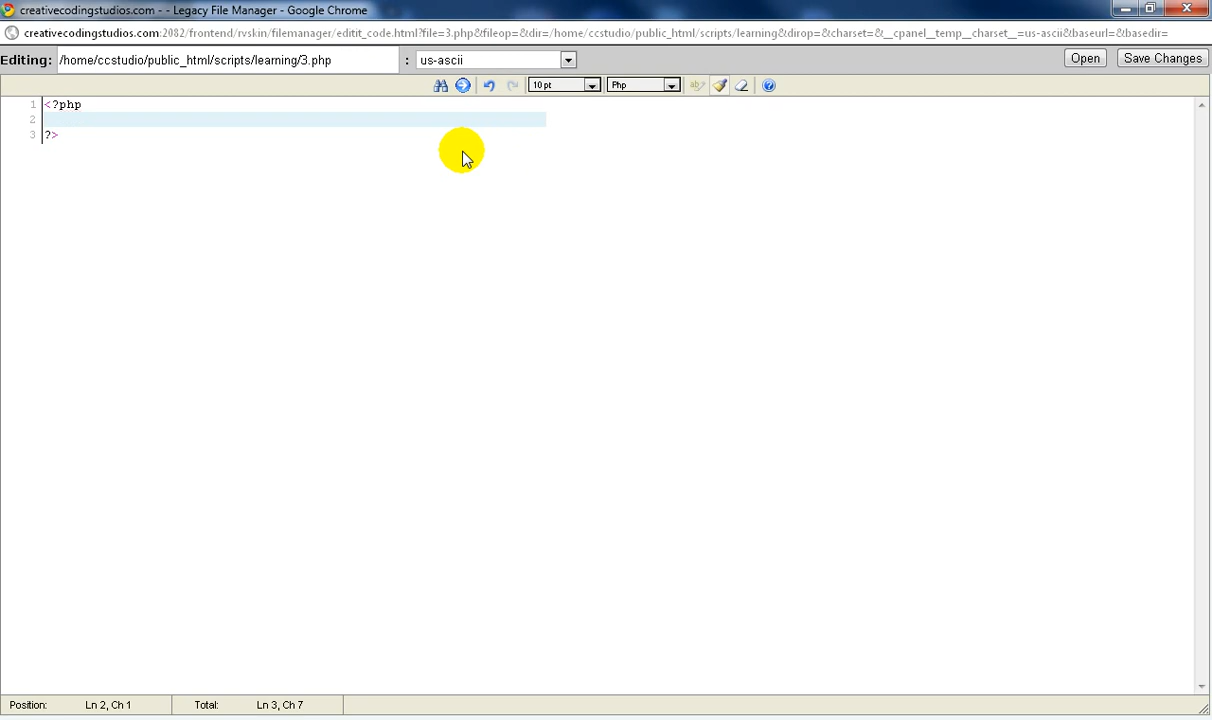 creativecodingstudios.com - - Legacy File Manager - Google Chrome
creativecodingstudios.com:2082/frontend/rvskin/filemanager/editit_code.html?file=3.php&fileop=&dir=/home/ccstudio/public_html/scripts/learning&dirop=&charset=&__cpanel__temp__charset__=us-ascii&baseurl=&basedir=
Editing: /home/ccstudio/public_html/scripts/learning/3.php : us-ascii Open Save Changes
10 pt Php
1 <?php
2
3 ?>
Position: Ln 2, Ch 1 Total: Ln 3, Ch 7